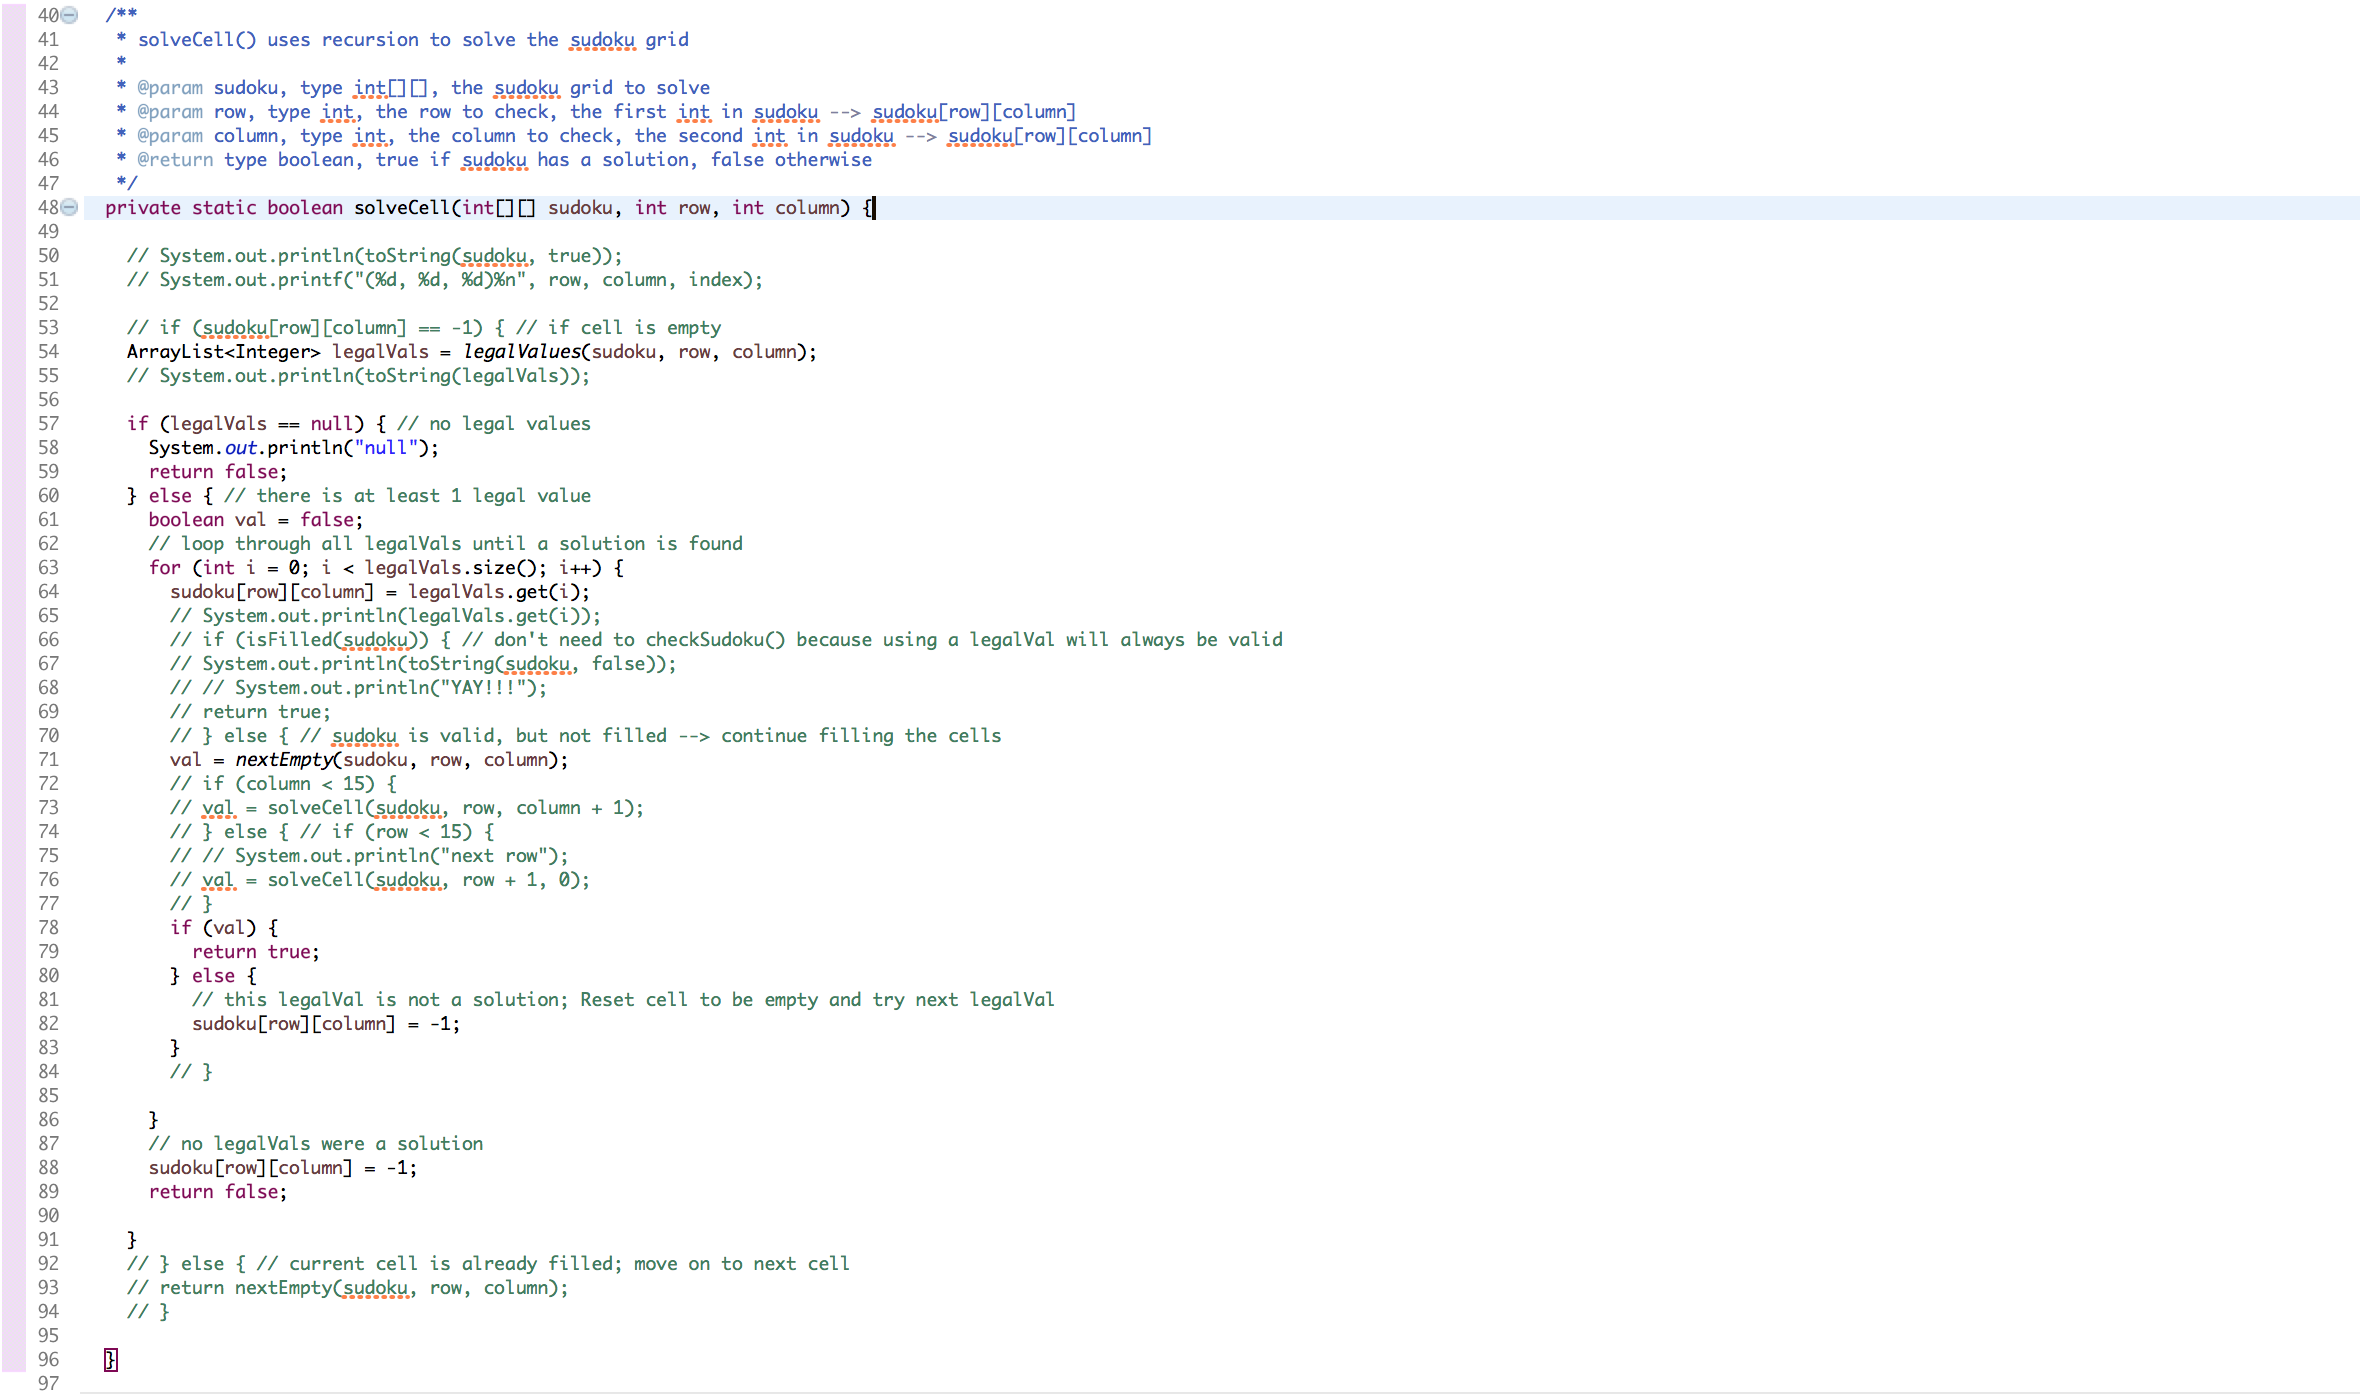 40 /**
41 * solveCell() uses recursion to solve the sudoku grid
42 *
43 * @param sudoku, type int[][], the sudoku grid to solve
44 * @param row, type int, the row to check, the first int in sudoku --> sudoku[row][column]
45 * @param column, type int, the column to check, the second int in sudoku --> sudoku[row][column]
46 * @return type boolean, true if sudoku has a solution, false otherwise
47 */
48 private static boolean solveCell(int[][] sudoku, int row, int column) {
49
50 // System.out.println(toString(sudoku, true));
51 // System.out.printf("(%d, %d, %d)%n", row, column, index);
52
53 // if (sudoku[row][column] == -1) { // if cell is empty
54 ArrayList<Integer> legalVals = legalValues(sudoku, row, column);
55 // System.out.println(toString(legalVals));
56
57 if (legalVals == null) { // no legal values
58 System.out.println("null");
59 return false;
60 } else { // there is at least 1 legal value
61 boolean val = false;
62 // loop through all legalVals until a solution is found
63 for (int i = 0; i < legalVals.size(); i++) {
64 sudoku[row][column] = legalVals.get(i);
65 // System.out.println(legalVals.get(i));
66 // if (isFilled(sudoku)) { // don't need to checkSudoku() because using a legalVal will always be valid
67 // System.out.println(toString(sudoku, false));
68 // // System.out.println("YAY!!!");
69 // return true;
70 // } else { // sudoku is valid, but not filled --> continue filling the cells
71 val = nextEmpty(sudoku, row, column);
72 // if (column < 15) {
73 // val = solveCell(sudoku, row, column + 1);
74 // } else { // if (row < 15) {
75 // // System.out.println("next row");
76 // val = solveCell(sudoku, row + 1, 0);
77 // }
78 if (val) {
79 return true;
80 } else {
81 // this legalVal is not a solution; Reset cell to be empty and try next legalVal
82 sudoku[row][column] = -1;
83 }
84 // }
85
86 }
87 // no legalVals were a solution
88 sudoku[row][column] = -1;
89 return false;
90
91 }
92 // } else { // current cell is already filled; move on to next cell
93 // return nextEmpty(sudoku, row, column);
94 // }
95
96 }
97